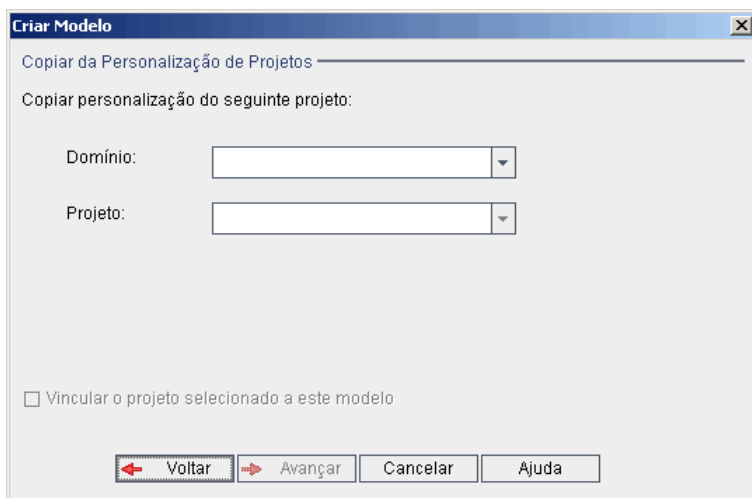 Criar Modelo
Copiar da Personalização de Projetos
Copiar personalização do seguinte projeto:
Domínio:
Projeto:
Vincular o projeto selecionado a este modelo
Voltar Avançar Cancelar Ajuda